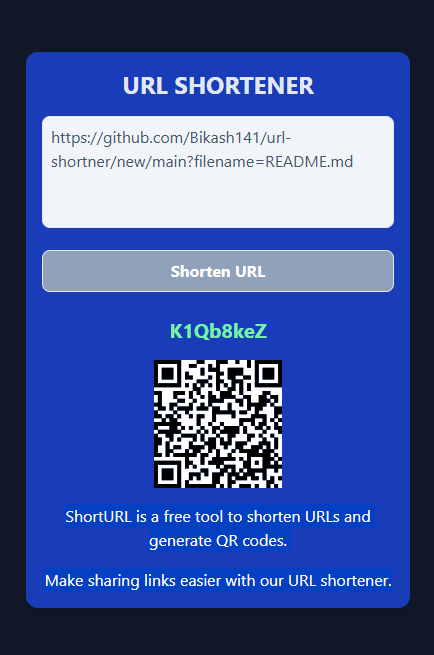 URL SHORTENER
https://github.com/Bikash141/url-
shortner/new/main?filename=README.md
Shorten URL
K1Qb8keZ
ShortURL is a free tool to shorten URLs and
generate QR codes.
Make sharing links easier with our URL shortener.